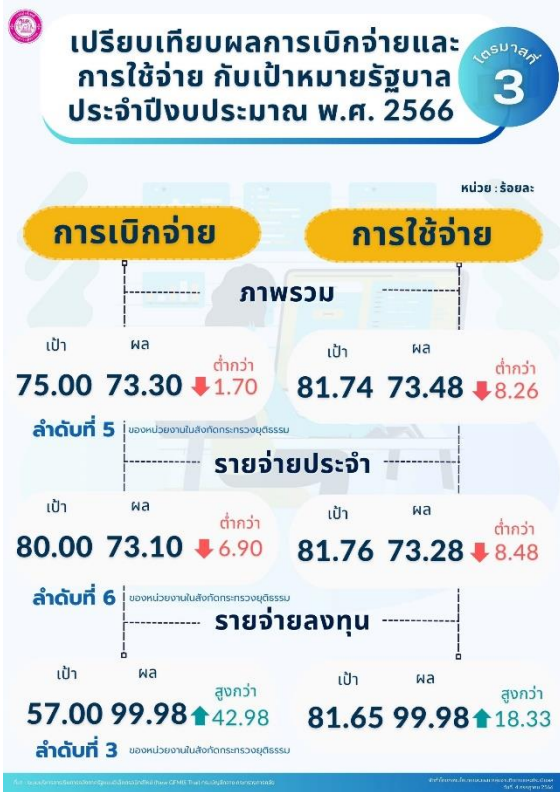 เปรียบเทียบผลการเบิกจ่ายและ
การใช้จ่าย กับเป้าหมายรัฐบาล
ประจำปีงบประมาณ พ.ศ. 2566
ไตรมาสที่
3
หน่วย : ร้อยละ
การเบิกจ่าย
การใช้จ่าย
ภาพรวม
เป้า ผล ต่ำกว่า
75.00 73.30 1.70
เป้า ผล ต่ำกว่า
81.74 73.48 8.26
ลำดับที่ 5 ของหน่วยงานในสังกัดกระทรวงยุติธรรม
รายจ่ายประจำ
เป้า ผล ต่ำกว่า
80.00 73.10 6.90
เป้า ผล ต่ำกว่า
81.76 73.28 8.48
ลำดับที่ 6 ของหน่วยงานในสังกัดกระทรวงยุติธรรม
รายจ่ายลงทุน
เป้า ผล สูงกว่า
57.00 99.98 42.98
เป้า ผล สูงกว่า
81.65 99.98 18.33
ลำดับที่ 3 ของหน่วยงานในสังกัดกระทรวงยุติธรรม